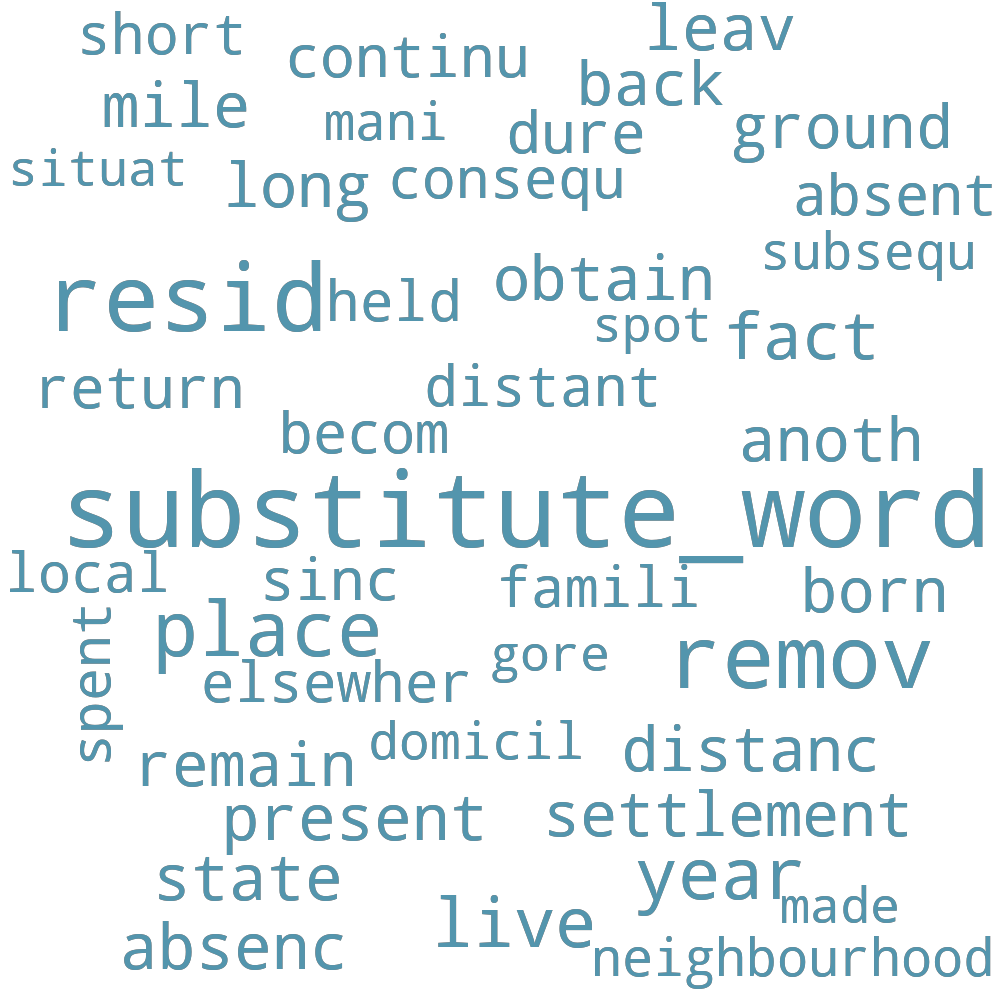 short
continu
leav
mile
mani
back
dure
ground
situat
long
consequ
absent
subsequ
resid
held
obtain
spot
fact
return
distant
becom
anoth
substitute_word
local
sinc
famili
born
spent
place
elsewher
gore
remov
remain
domicil
distanc
present
settlement
state
year
made
absenc
live
neighbourhood